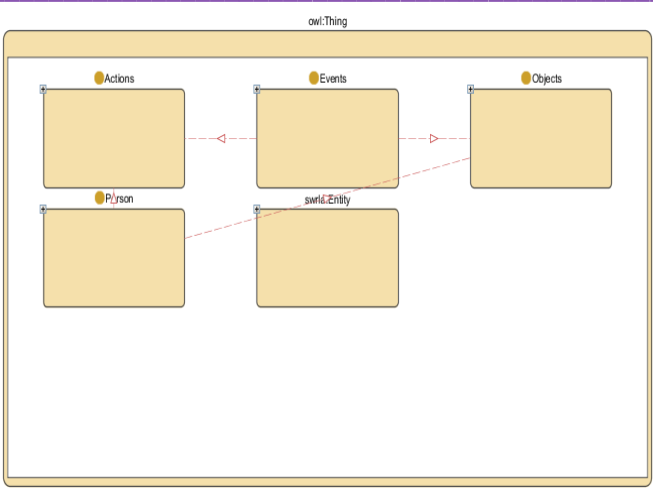 owl:Thing
Actions
Events
Objects
Person
swrla:Entity